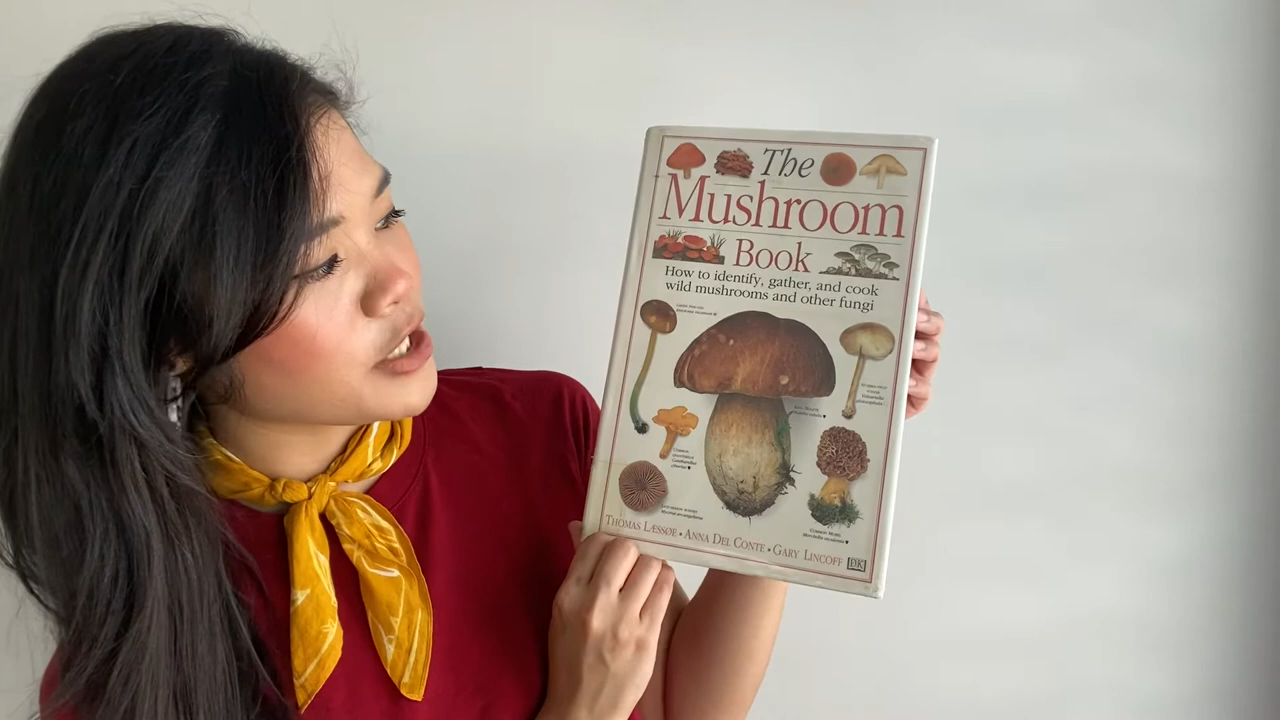 The
Mushroom
Book
How to identify, gather, and cook
wild mushrooms and other fungi
THOMAS LÆSSØE • ANNA DEL CONTE • GARY LINCOFF
DK